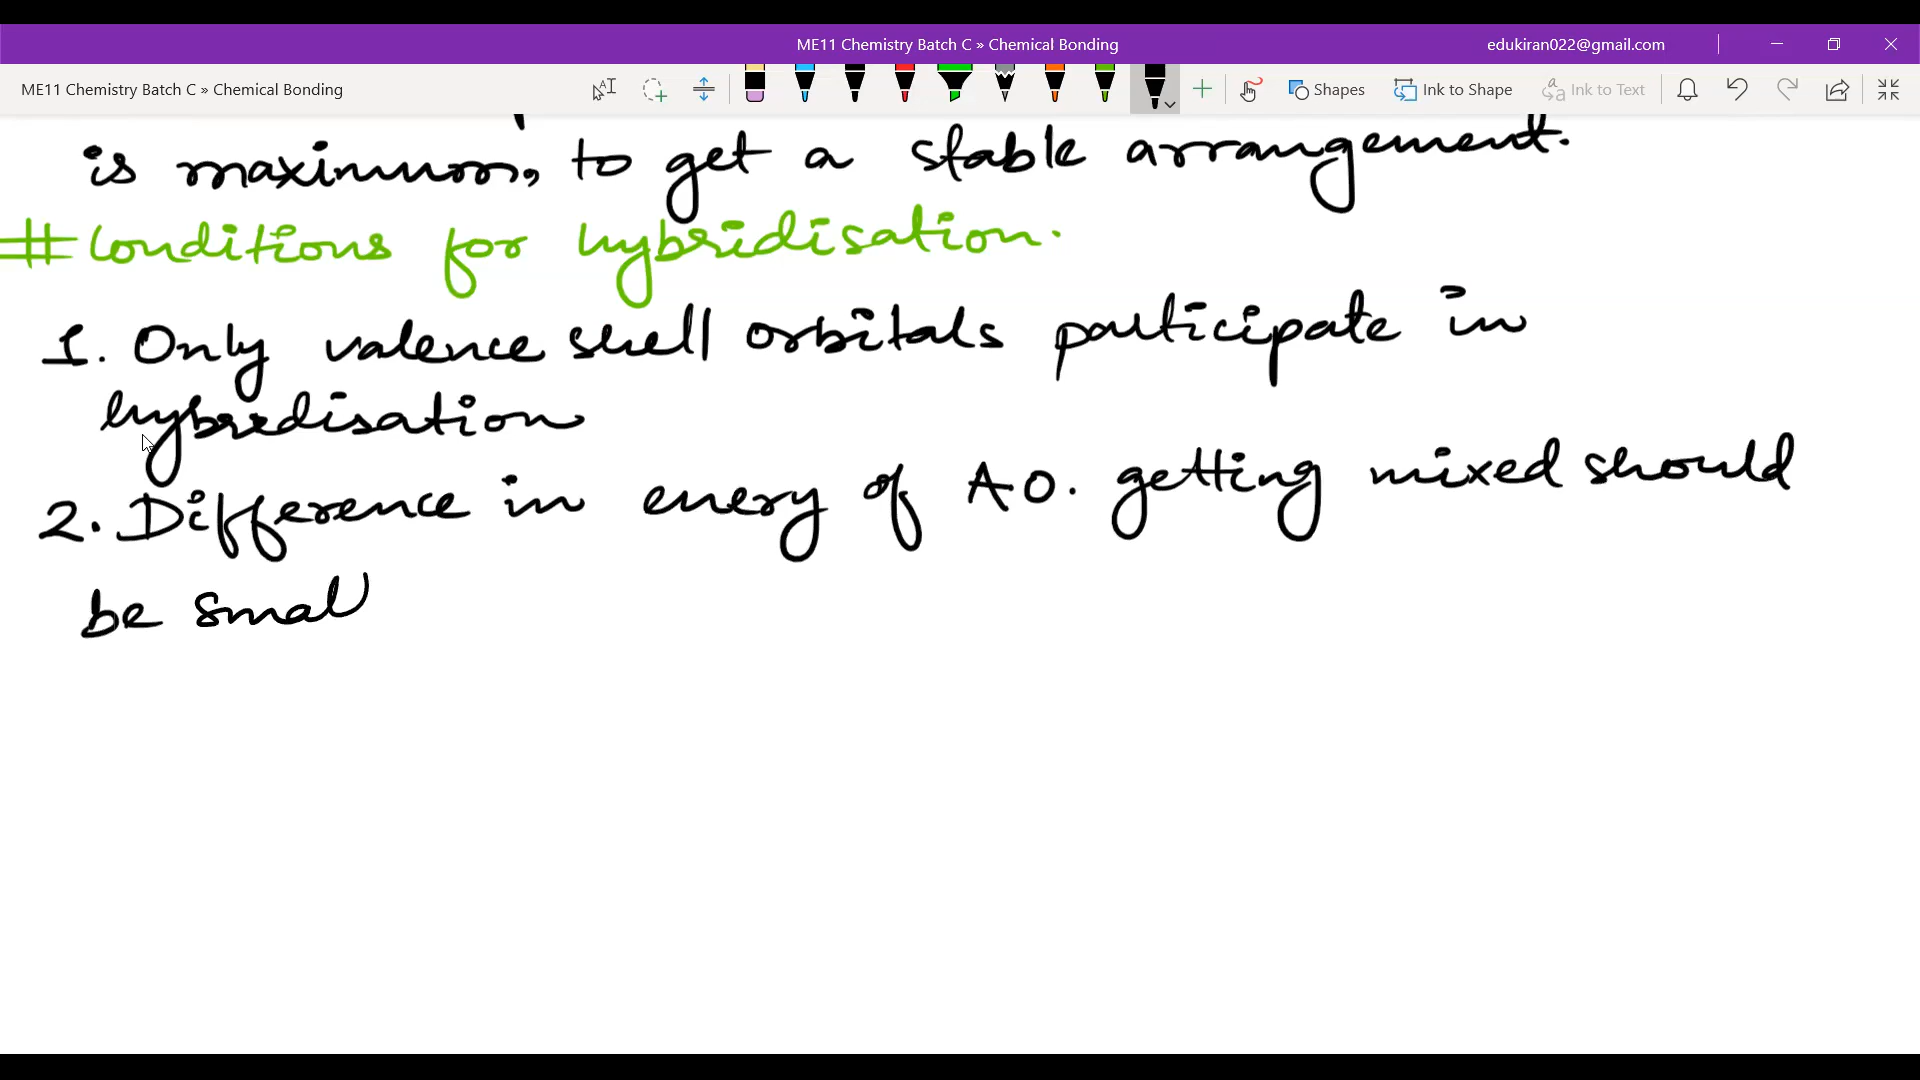 ME11 Chemistry Batch C » Chemical Bonding
edukiran022@gmail.com
ME11 Chemistry Batch C » Chemical Bonding
Shapes
Ink to Shape
Ink to Text
is maximum, to get a stable arrangement.
# Conditions for hybridisation.
1. Only valence shell orbitals participate in
hybredisation
2. Difference in enery of A O. getting mixed should
be small